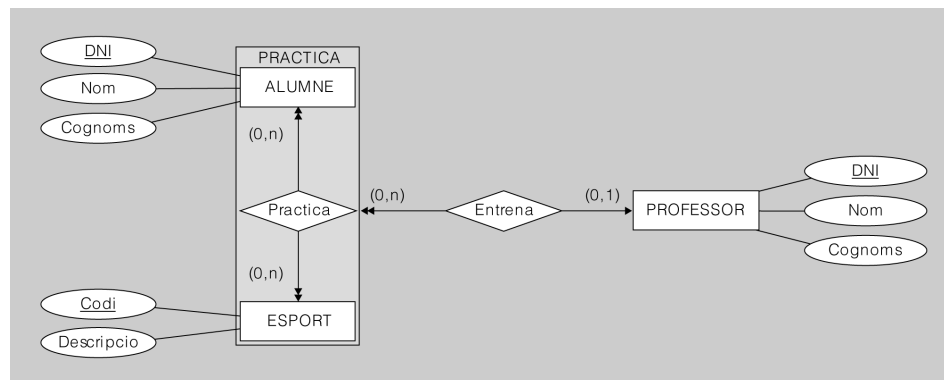 PRACTICA
DNI
ALUMNE
Nom
Cognoms
(0,n)
Practica
(0,n)
Entrena
(0,1)
PROFESSOR
DNI
Nom
Cognoms
(0,n)
Codi
ESPORT
Descripcio